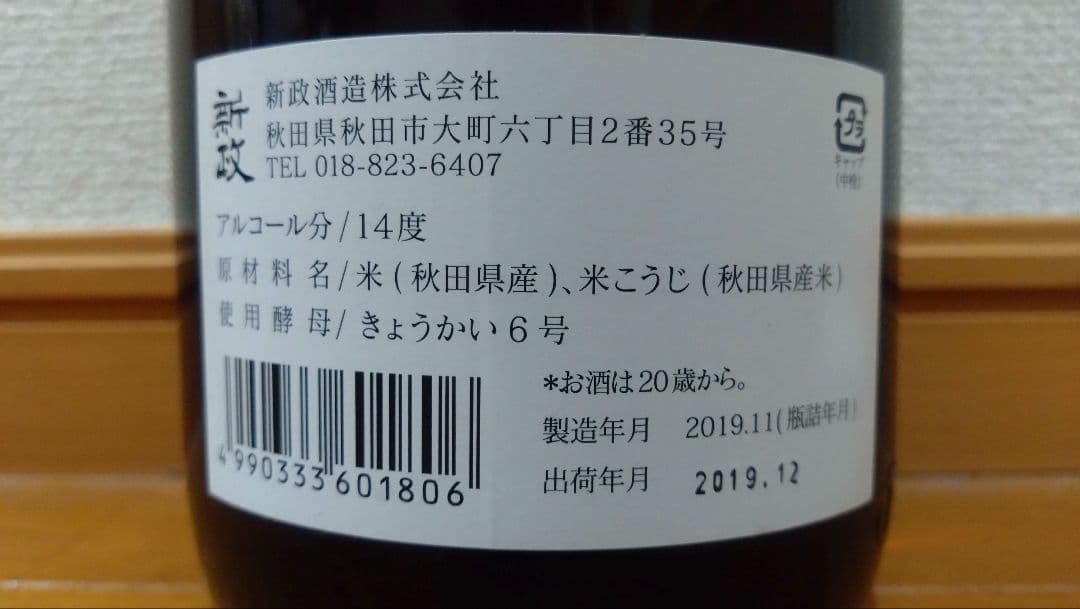 新政
新政酒造株式会社
秋田県秋田市大町六丁目2番35号
TEL 018-823-6407
プラ
キャップ
(中栓)
アルコール分/14度
原材料名/米(秋田県産)、米こうじ(秋田県産米)
使用酵母/きょうかい6号
4990333601806
*お酒は20歳から。
製造年月 2019.11(瓶詰年月)
出荷年月 2019.12